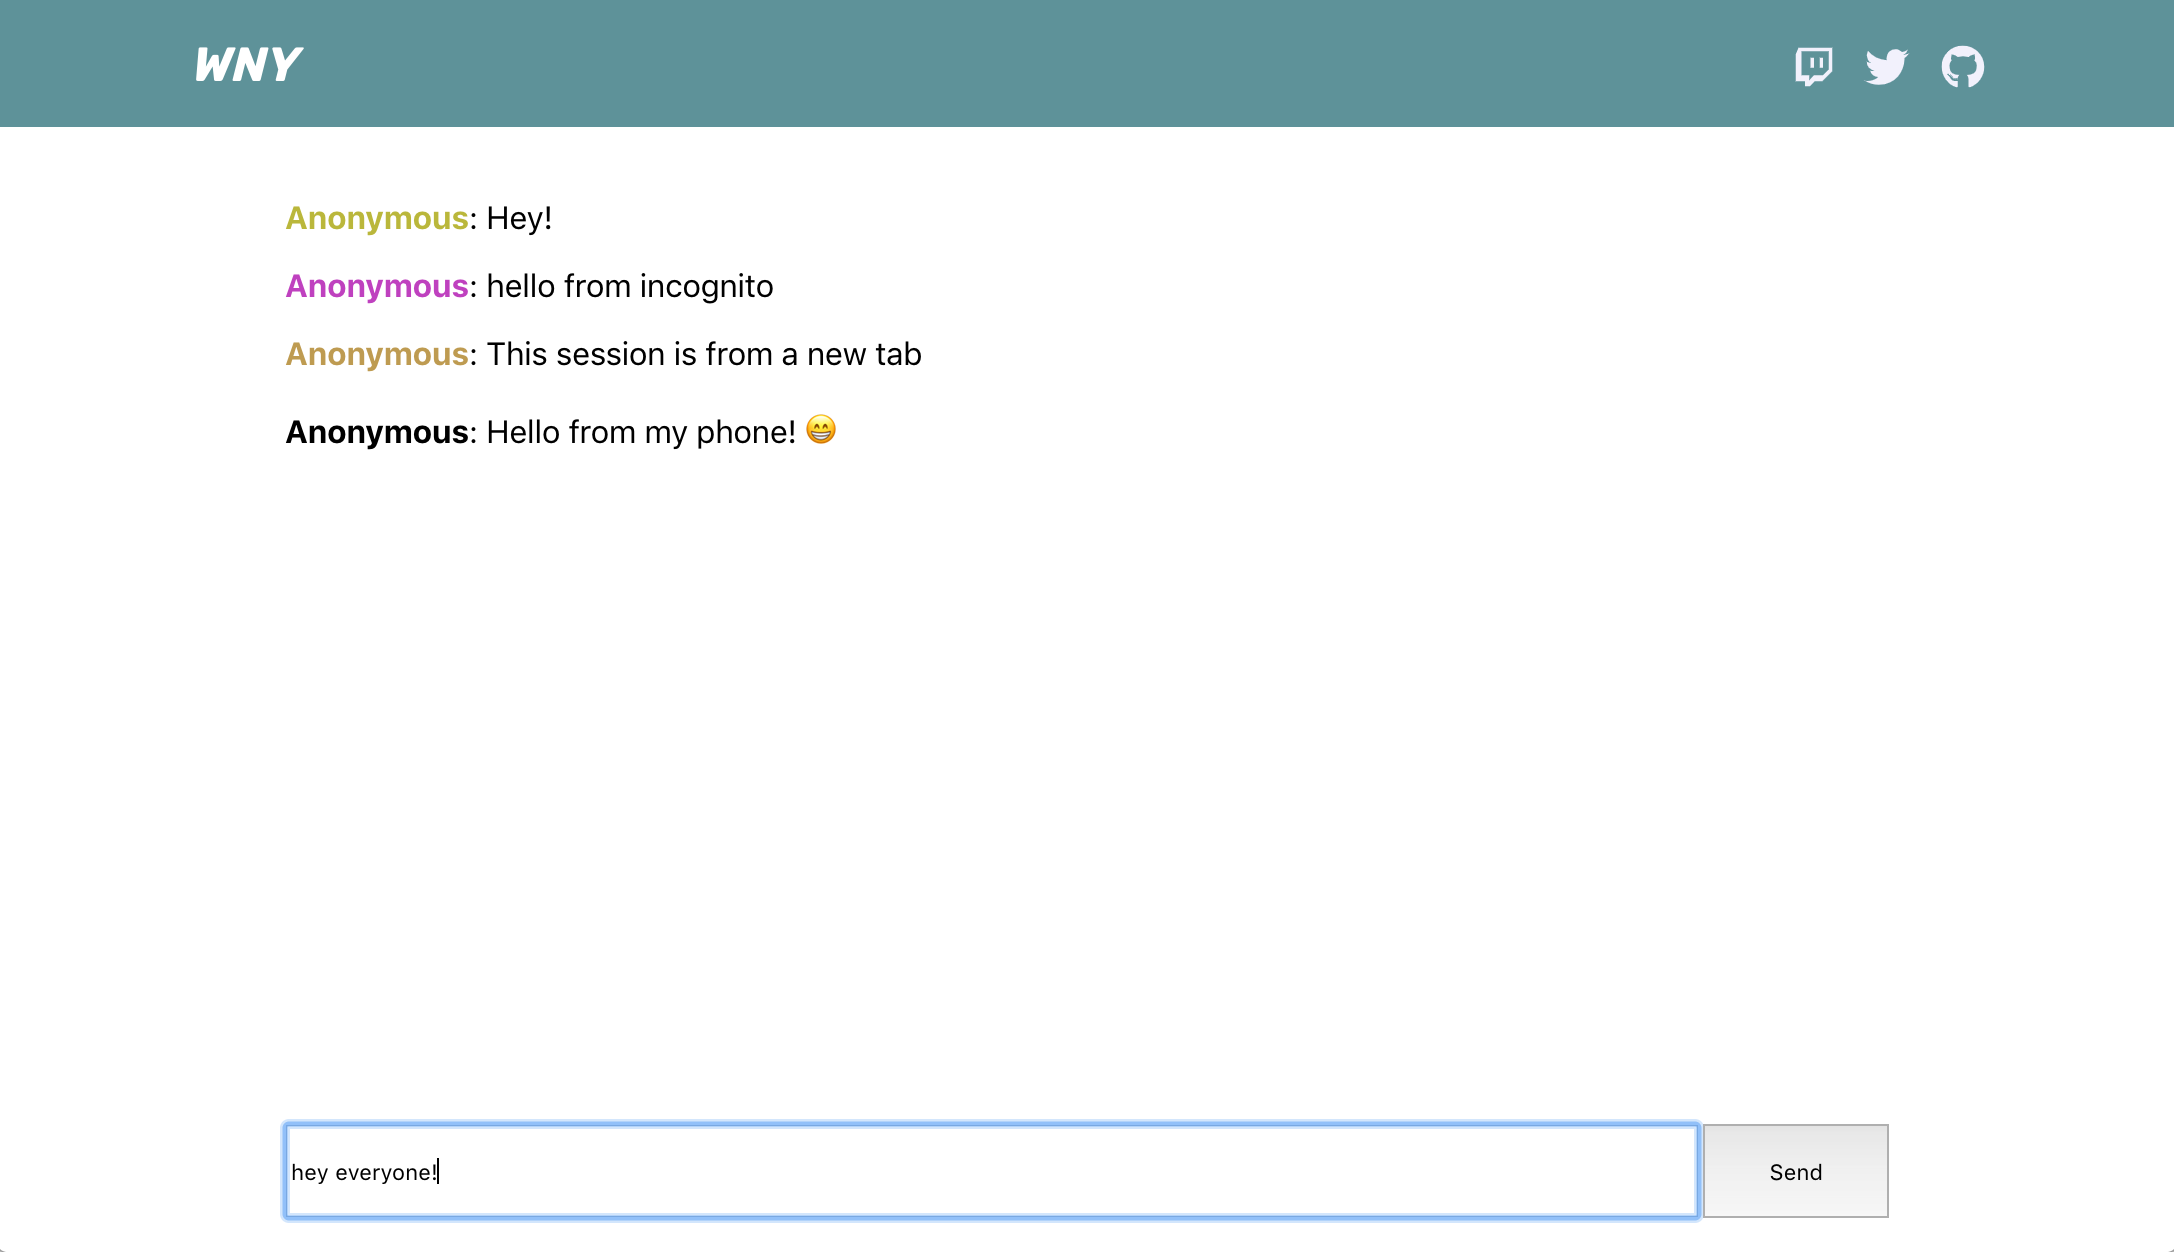 WNY
Anonymous: Hey!
Anonymous: hello from incognito
Anonymous: This session is from a new tab
Anonymous: Hello from my phone! 😁
hey everyone!
Send